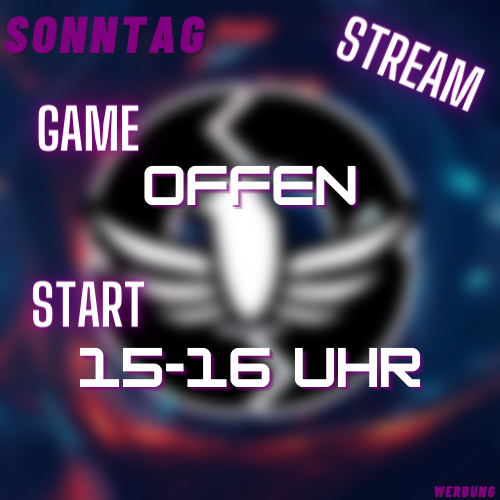 SONNTAG
STREAM
GAME
OFFEN
START
15-16 UHR
WERBUNG